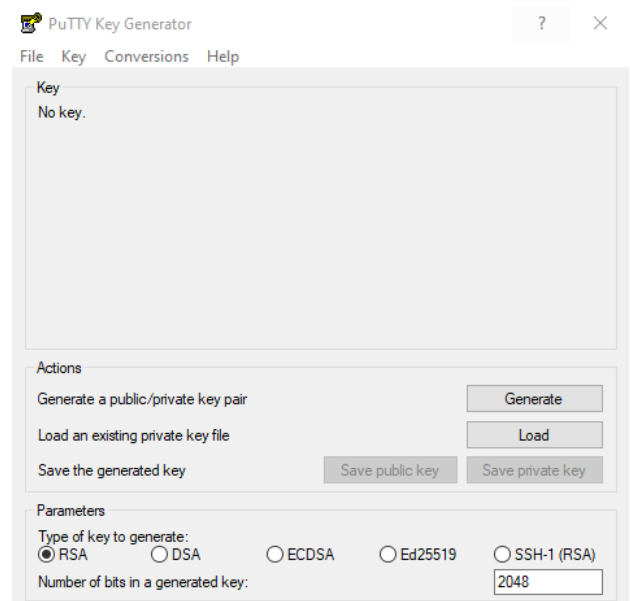 PuTTY Key Generator
File Key Conversions Help
Key
No key.
Actions
Generate a public/private key pair Generate
Load an existing private key file Load
Save the generated key Save public key Save private key
Parameters
Type of key to generate:
RSA DSA ECDSA Ed25519 SSH-1 (RSA)
Number of bits in a generated key: 2048